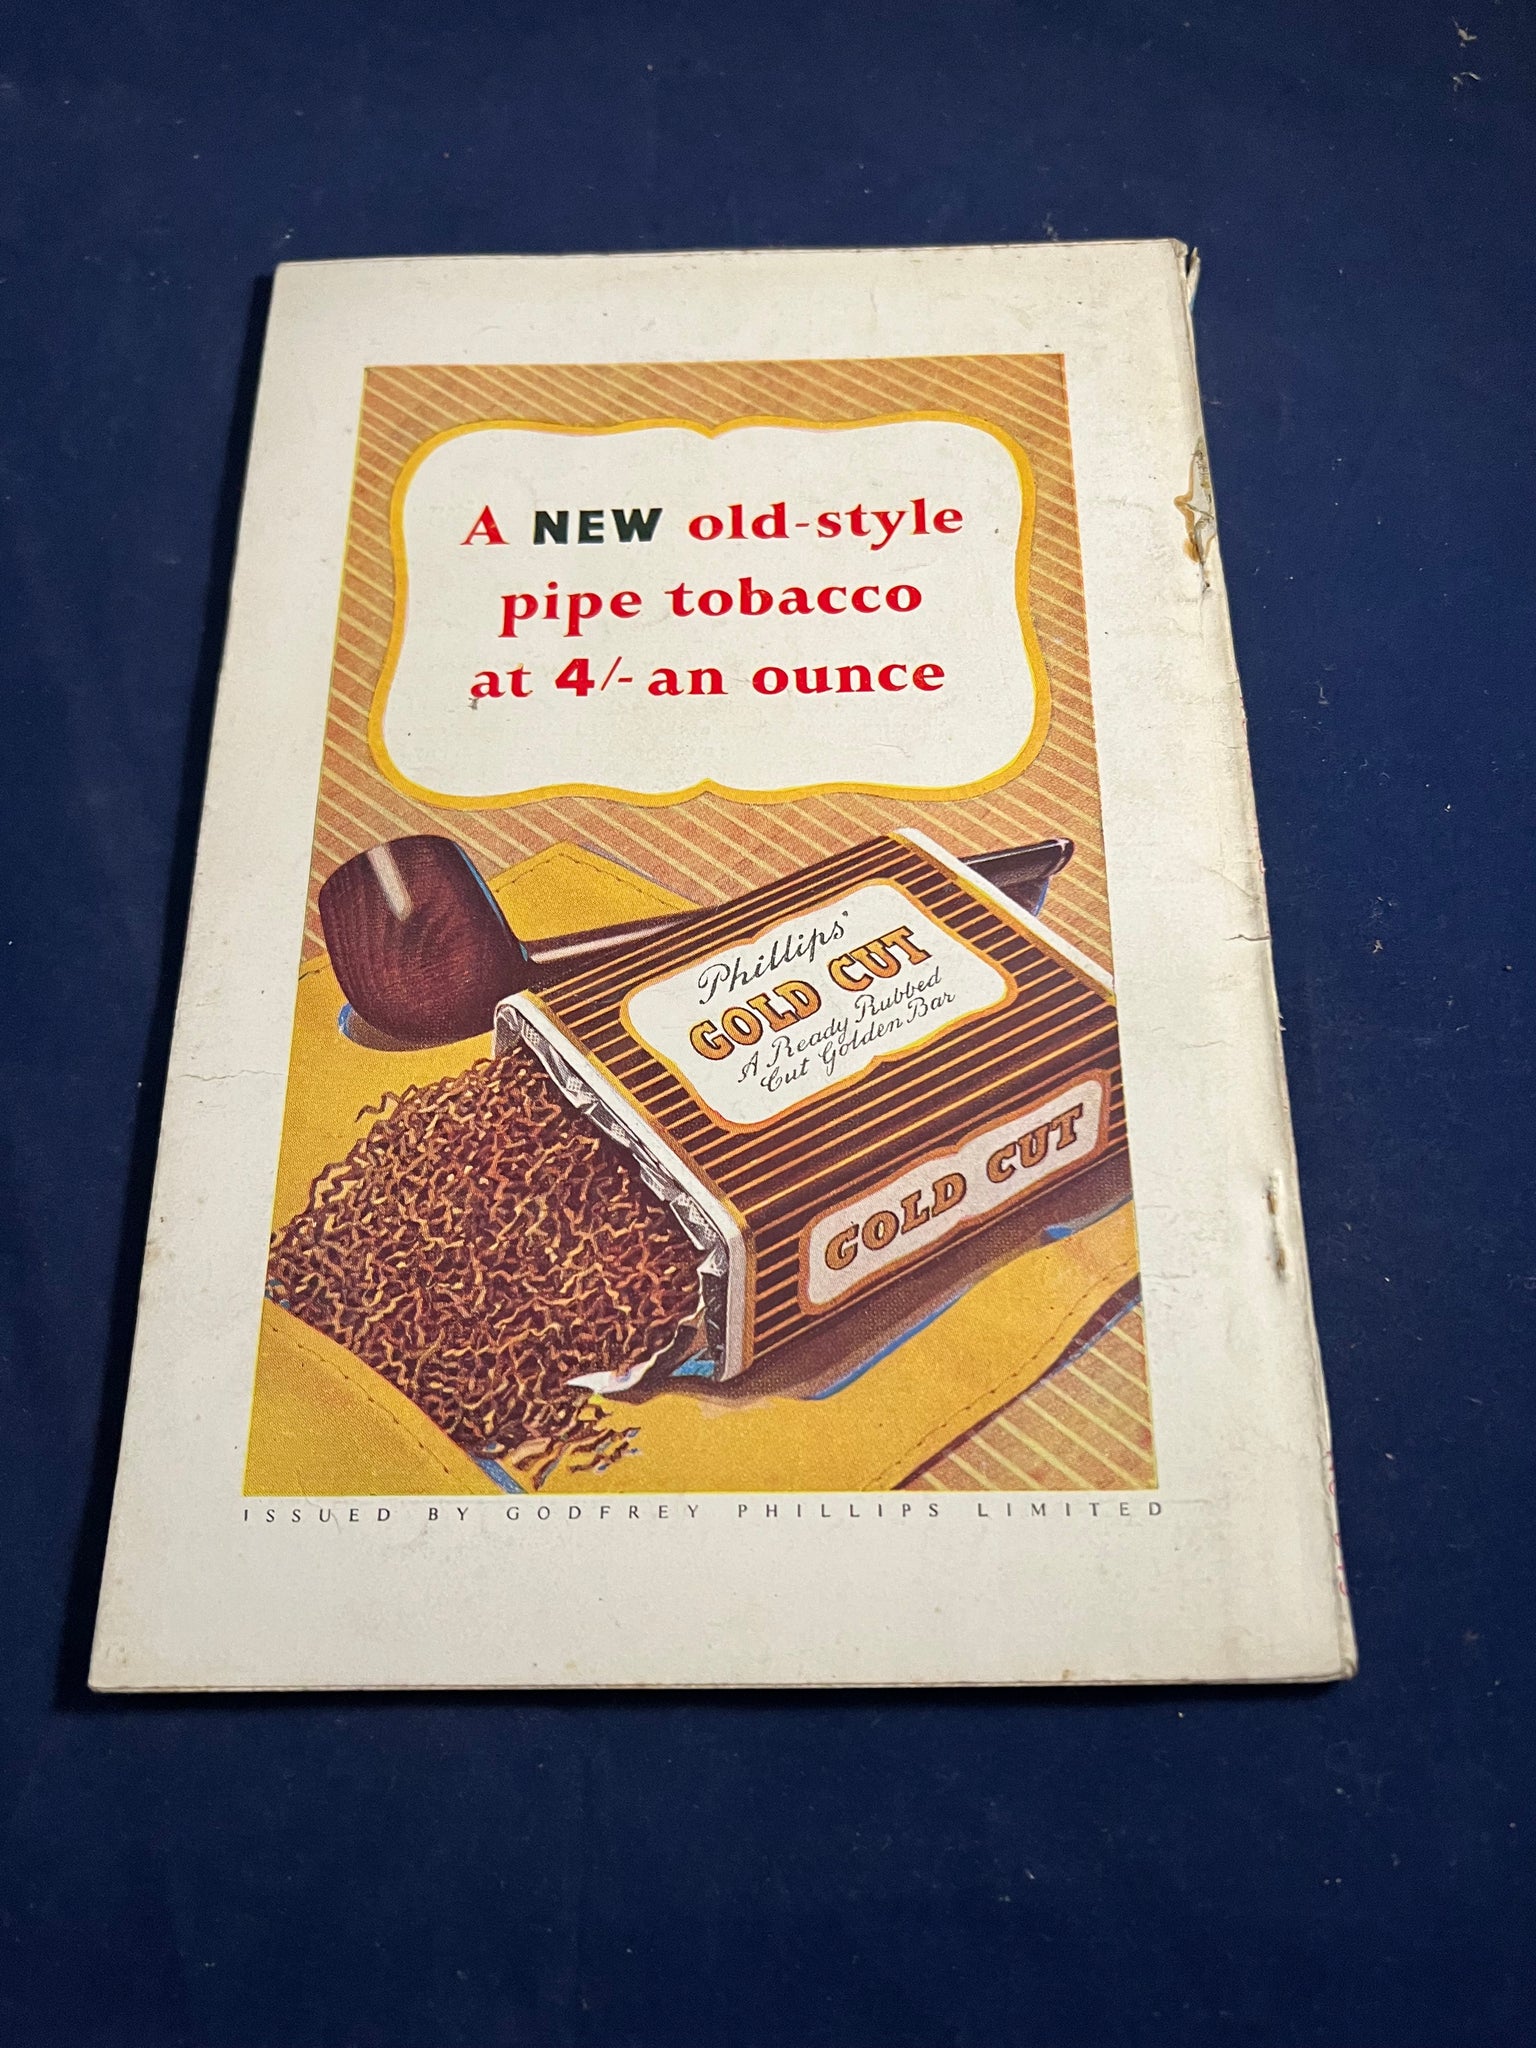 A NEW old-style
pipe tobacco
at 4/- an ounce
Phillips'
GOLD CUT
A Ready Rubbed
Cut Golden Bar
GOLD CUT
ISSUED BY GODFREY PHILLIPS LIMITED